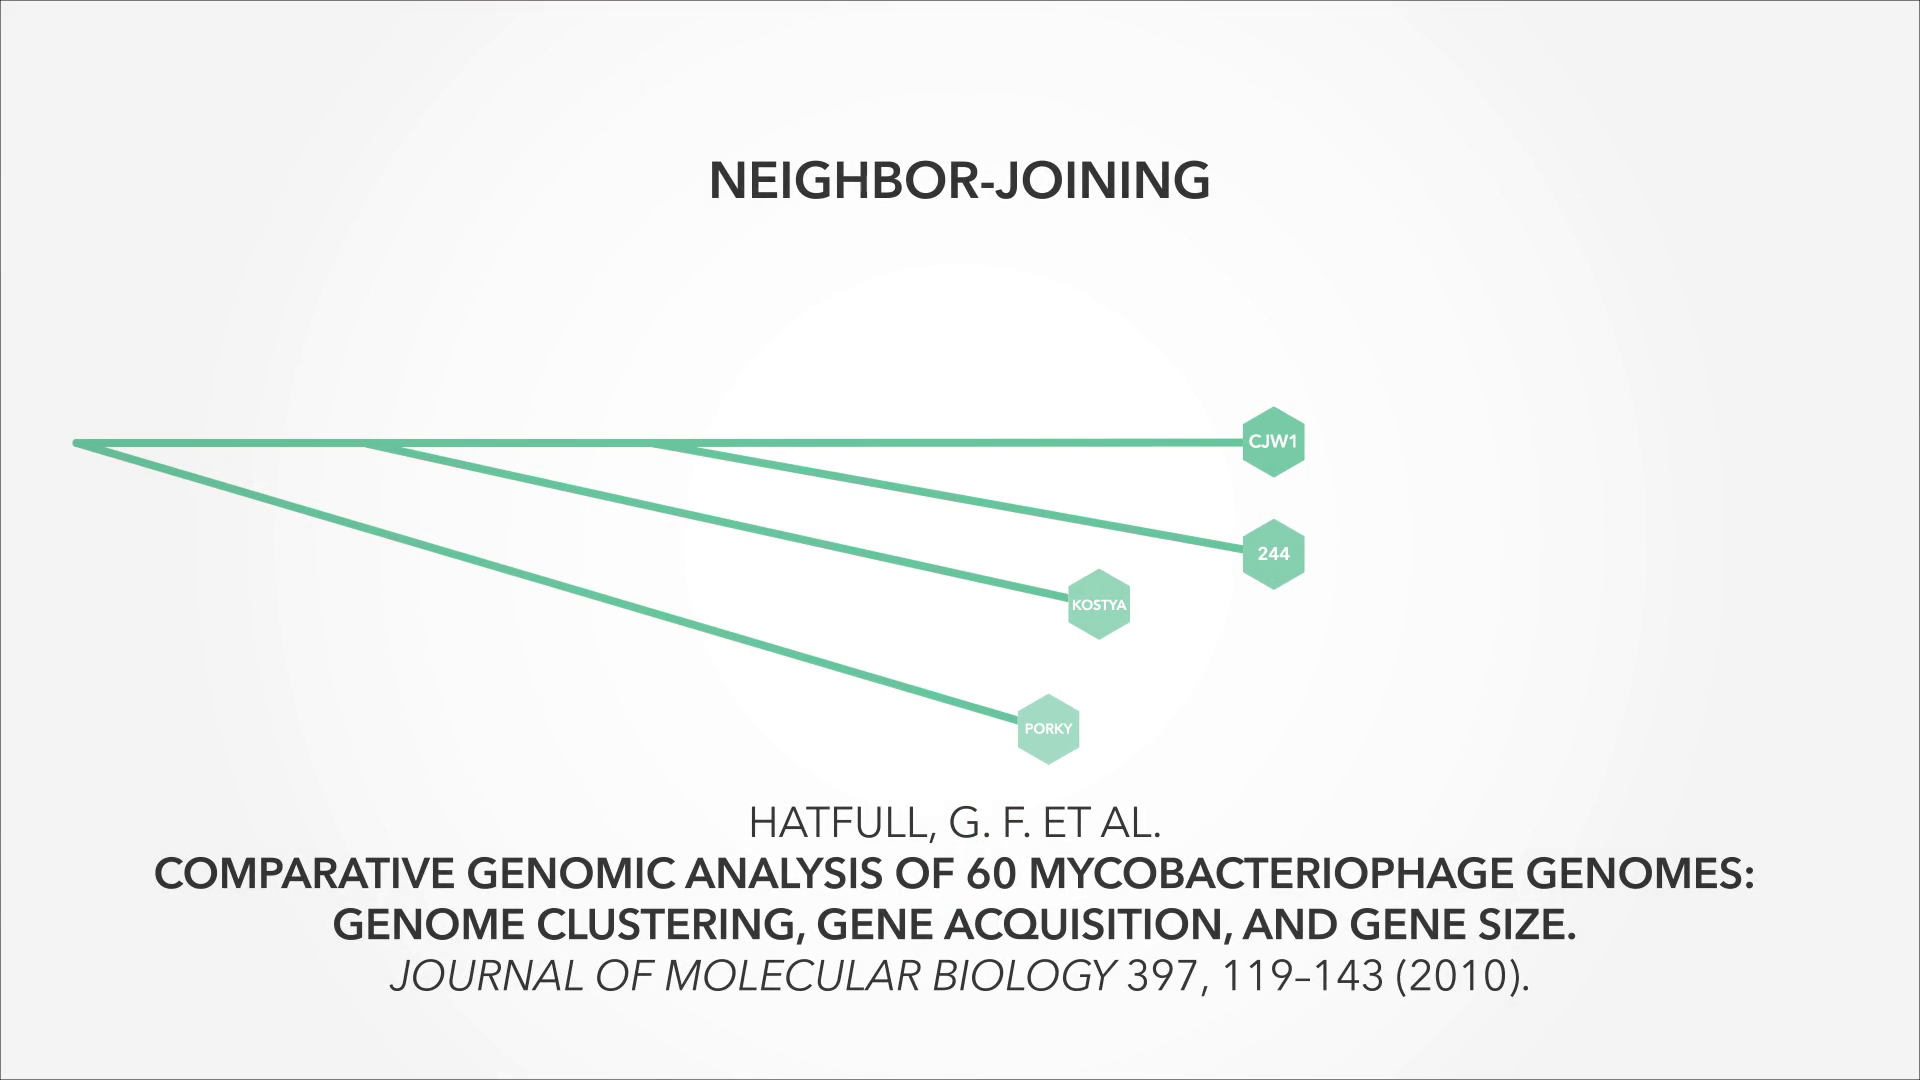 NEIGHBOR-JOINING
CJW1
244
KOSTYA
PORKY
HATFULL, G. F. ET AL.
COMPARATIVE GENOMIC ANALYSIS OF 60 MYCOBACTERIOPHAGE GENOMES:
GENOME CLUSTERING, GENE ACQUISITION, AND GENE SIZE.
JOURNAL OF MOLECULAR BIOLOGY 397, 119–143 (2010).